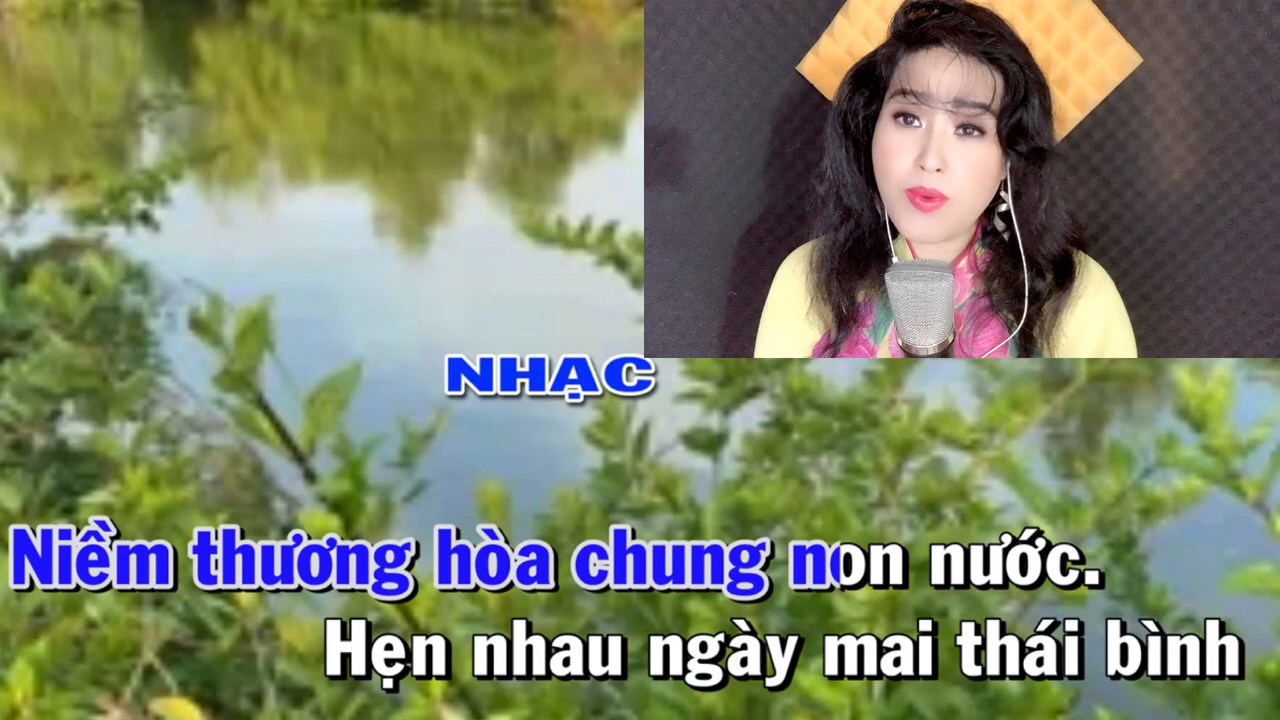 NHẠC
Niềm thương hòa chung non nước.
Hẹn nhau ngày mai thái bình